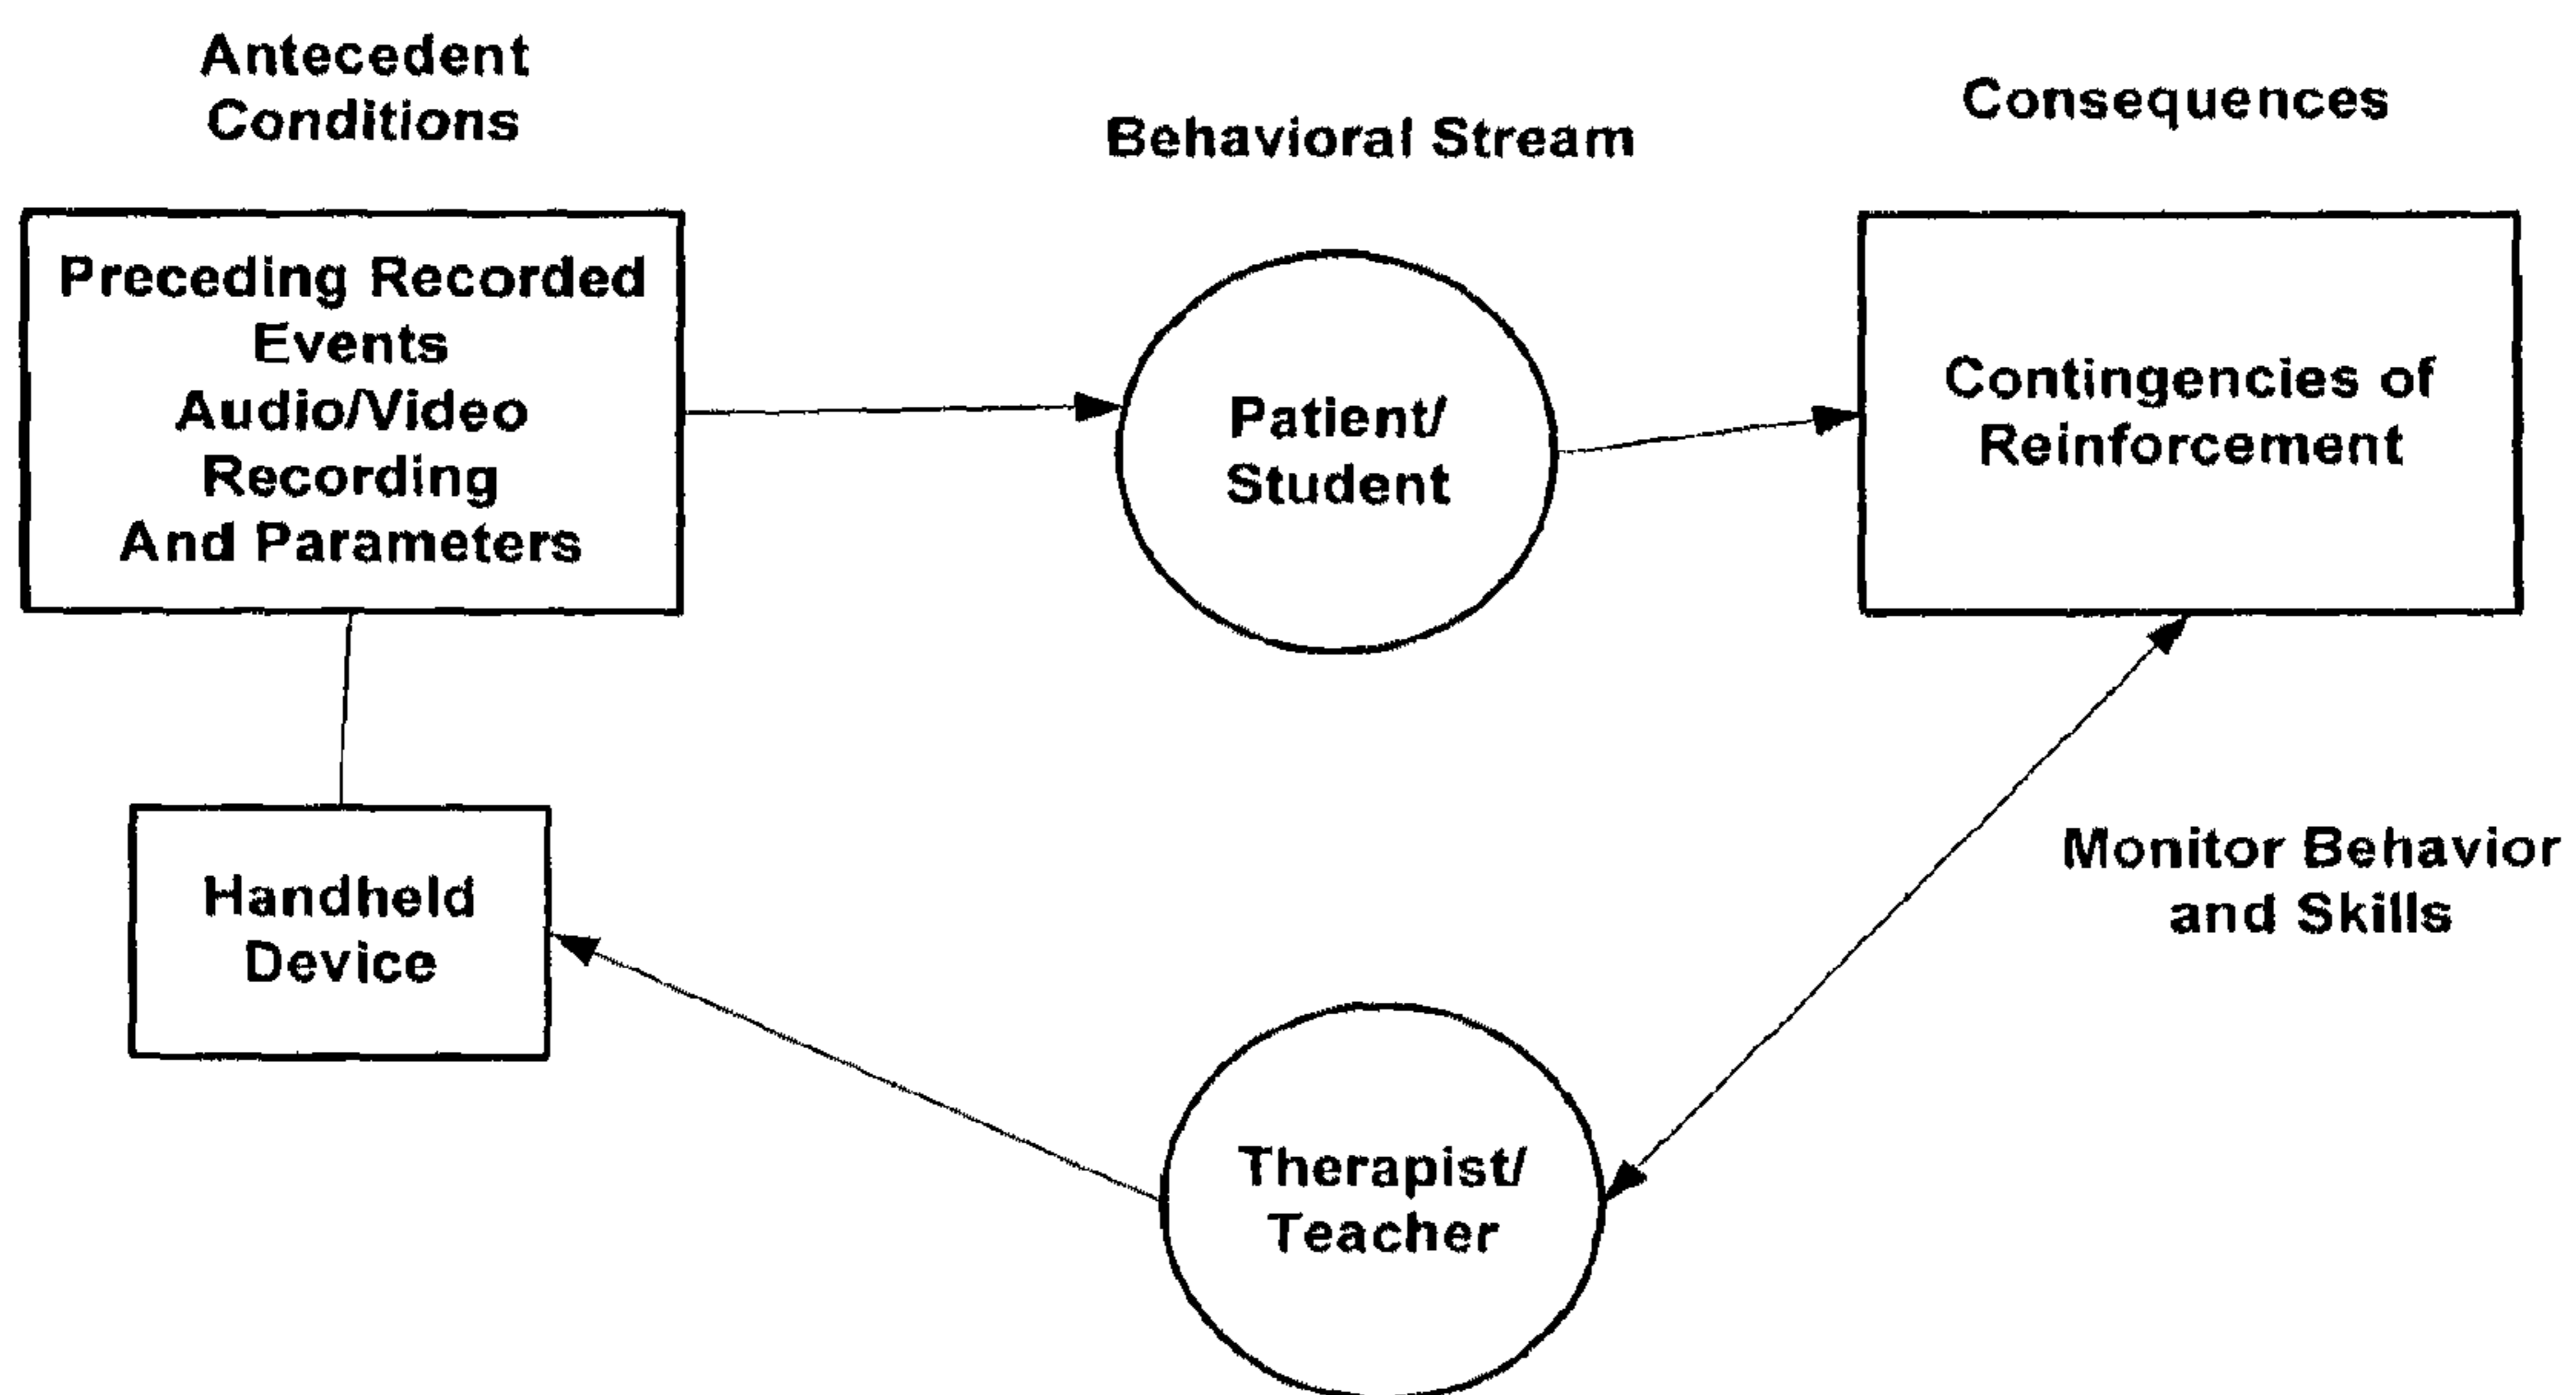 Antecedent
Conditions
Behavioral Stream
Consequences
Preceding Recorded
Events
Audio/Video
Recording
And Parameters
Patient/
Student
Contingencies of
Reinforcement
Handheld
Device
Monitor Behavior
and Skills
Therapist/
Teacher